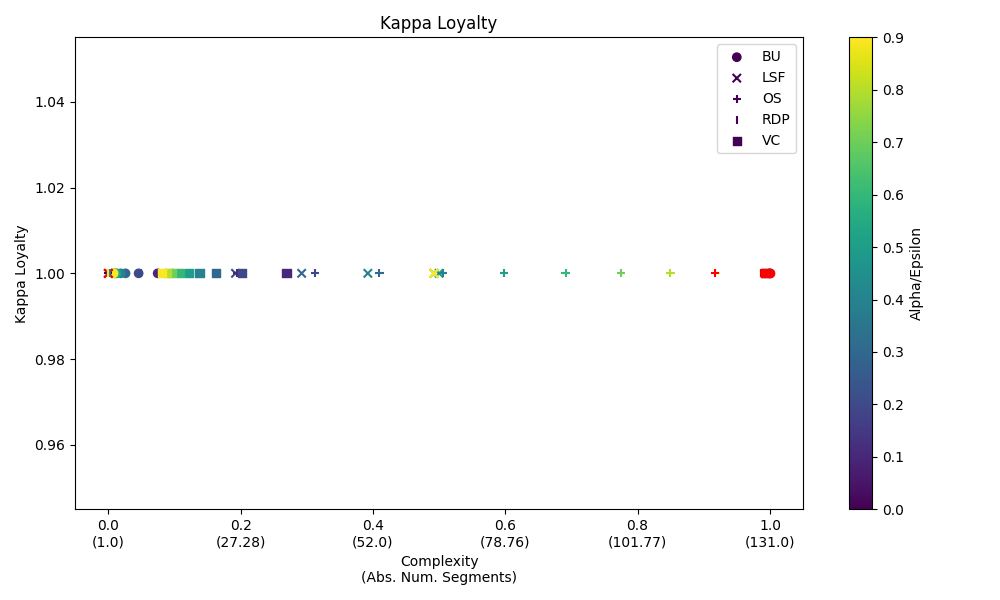 Kappa Loyalty
BU
LSF
OS
RDP
VC
1.04
1.02
1.00
0.98
0.96
Kappa Loyalty
0.0
(1.0)
0.2
(27.28)
0.4
(52.0)
0.6
(78.76)
0.8
(101.77)
1.0
(131.0)
Complexity
(Abs. Num. Segments)
0.9
0.8
0.7
0.6
0.5
0.4
0.3
0.2
0.1
0.0
Alpha/Epsilon